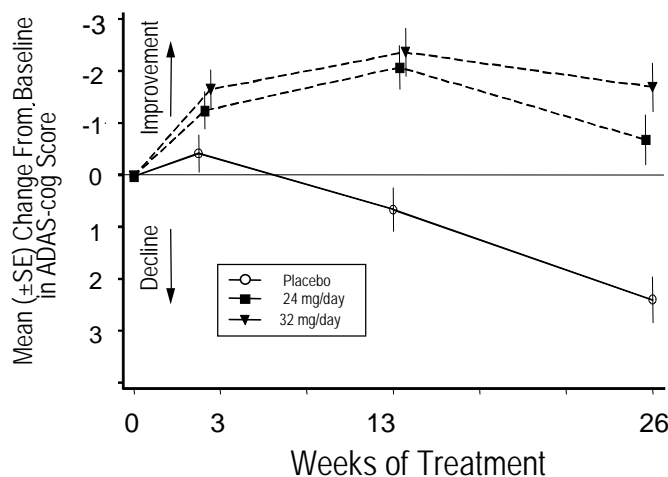 Mean (±SE) Change From Baseline
in ADAS-cog Score
-3
-2
-1
0
1
2
3
Improvement
Decline
Placebo
24 mg/day
32 mg/day
0 3 13 26
Weeks of Treatment